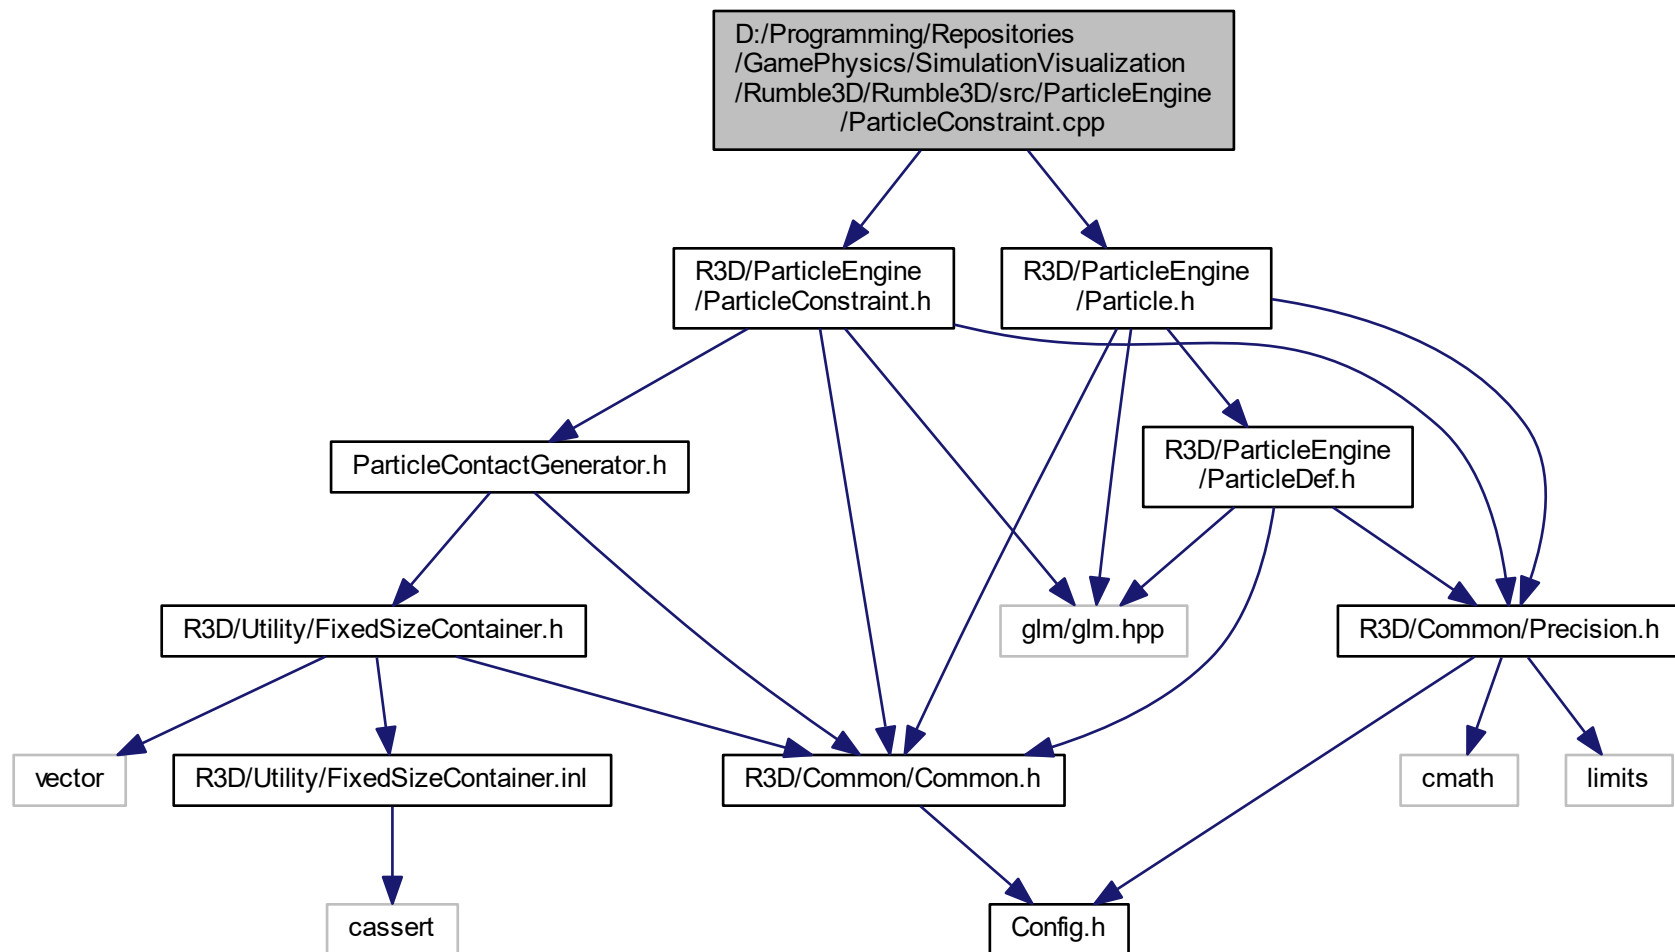 D:/Programming/Repositories
/GamePhysics/SimulationVisualization
/Rumble3D/Rumble3D/src/ParticleEngine
/ParticleConstraint.cpp
R3D/ParticleEngine
/ParticleConstraint.h
R3D/ParticleEngine
/Particle.h
ParticleContactGenerator.h
R3D/ParticleEngine
/ParticleDef.h
R3D/Utility/FixedSizeContainer.h
glm/glm.hpp
R3D/Common/Precision.h
vector
R3D/Utility/FixedSizeContainer.inl
R3D/Common/Common.h
cmath
limits
cassert
Config.h